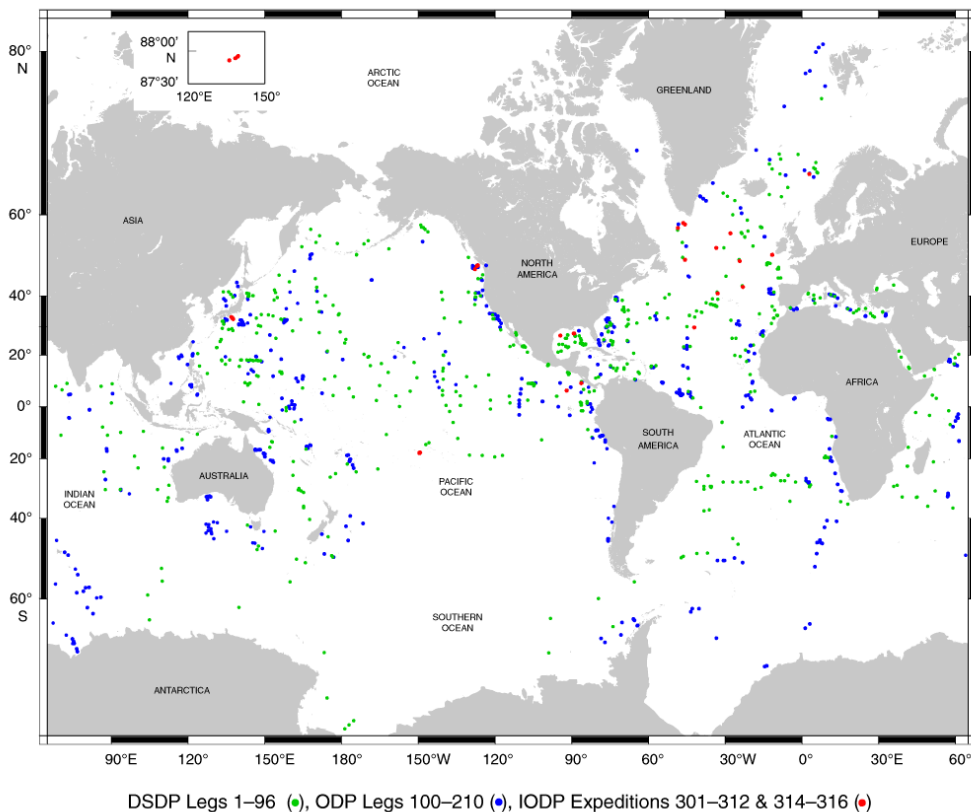 80°
N
88°00'
N
87°30'
120°E
150°
ARCTIC
OCEAN
GREENLAND
60°
ASIA
NORTH
AMERICA
EUROPE
40°
20°
AFRICA
0°
SOUTH
AMERICA
ATLANTIC
OCEAN
20°
AUSTRALIA
PACIFIC
OCEAN
INDIAN
OCEAN
40°
60°
S
SOUTHERN
OCEAN
ANTARCTICA
90°E 120° 150° 180° 150° 120° 90° 60° 30° 0° 30° 60°
DSDP Legs 1–96 (•), ODP Legs 100–210 (•), IODP Expeditions 301–312 & 314–316 (•)